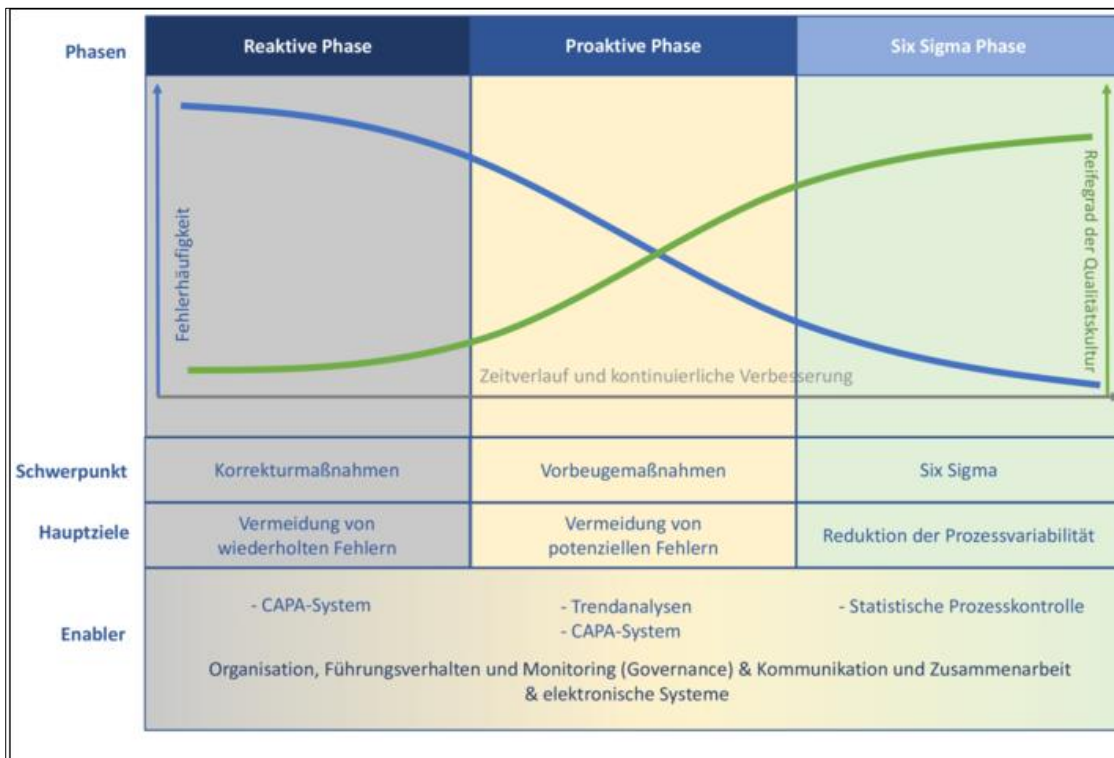 Phasen
Reaktive Phase
Proaktive Phase
Six Sigma Phase
Fehlerhäufigkeit
Reifegrad der Qualitätskultur
Zeitverlauf und kontinuierliche Verbesserung
Schwerpunkt
Korrekturmaßnahmen
Vorbeugemaßnahmen
Six Sigma
Hauptziele
Vermeidung von
wiederholten Fehlern
Vermeidung von
potenziellen Fehlern
Reduktion der Prozessvariabilität
Enabler
- CAPA-System
- Trendanalysen
- CAPA-System
- Statistische Prozesskontrolle
Organisation, Führungsverhalten und Monitoring (Governance) & Kommunikation und Zusammenarbeit
& elektronische Systeme